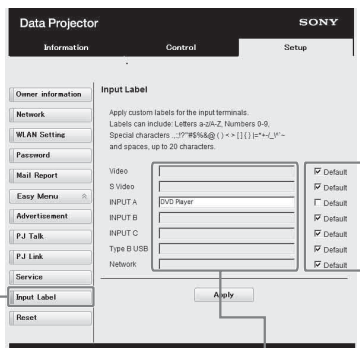 Data Projector
SONY
Information
Control
Setup
Owner information
Network
WLAN Setting
Password
Mail Report
Easy Menu
Advertisement
PJ Talk
PJ Link
Service
Input Label
Reset
Input Label
Apply custom labels for the input terminals.
Labels can include: Letters a-z/A-Z, Numbers 0-9,
and spaces, up to 20 characters.
Video
Default
S Video
Default
INPUT A
DVD Player
Default
INPUT B
Default
INPUT C
Default
Type B USB
Default
Network
Default
Apply